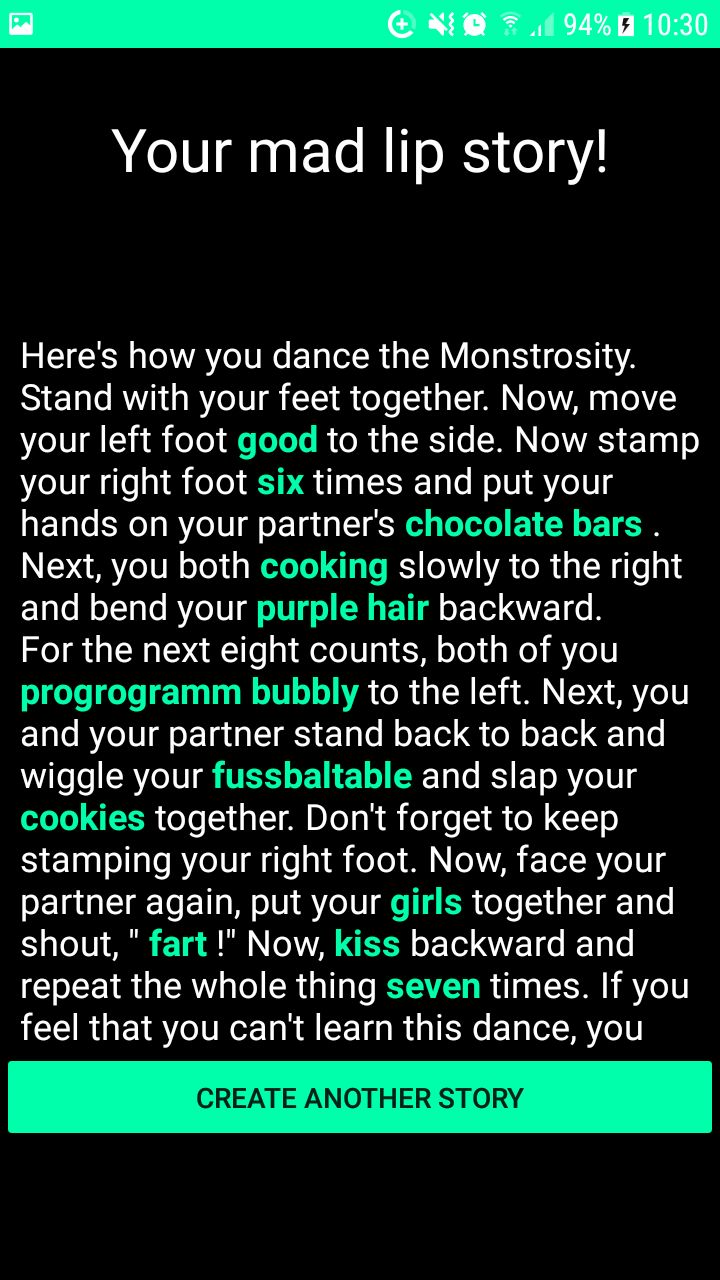 94% 10:30
Your mad lip story!
Here's how you dance the Monstrosity.
Stand with your feet together. Now, move
your left foot good to the side. Now stamp
your right foot six times and put your
hands on your partner's chocolate bars .
Next, you both cooking slowly to the right
and bend your purple hair backward.
For the next eight counts, both of you
progrogramm bubbly to the left. Next, you
and your partner stand back to back and
wiggle your fussbaltable and slap your
cookies together. Don't forget to keep
stamping your right foot. Now, face your
partner again, put your girls together and
shout, " fart !" Now, kiss backward and
repeat the whole thing seven times. If you
feel that you can't learn this dance, you
CREATE ANOTHER STORY